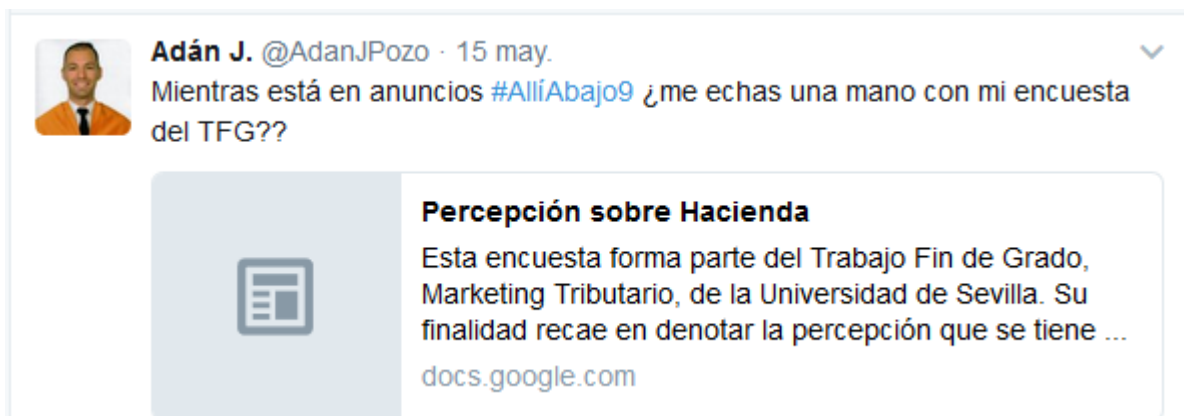 Adán J. @AdanJPozo · 15 may.
Mientras está en anuncios #AllíAbajo9 ¿me echas una mano con mi encuesta
del TFG??
Percepción sobre Hacienda
Esta encuesta forma parte del Trabajo Fin de Grado,
Marketing Tributario, de la Universidad de Sevilla. Su
finalidad recae en denotar la percepción que se tiene ...
docs.google.com